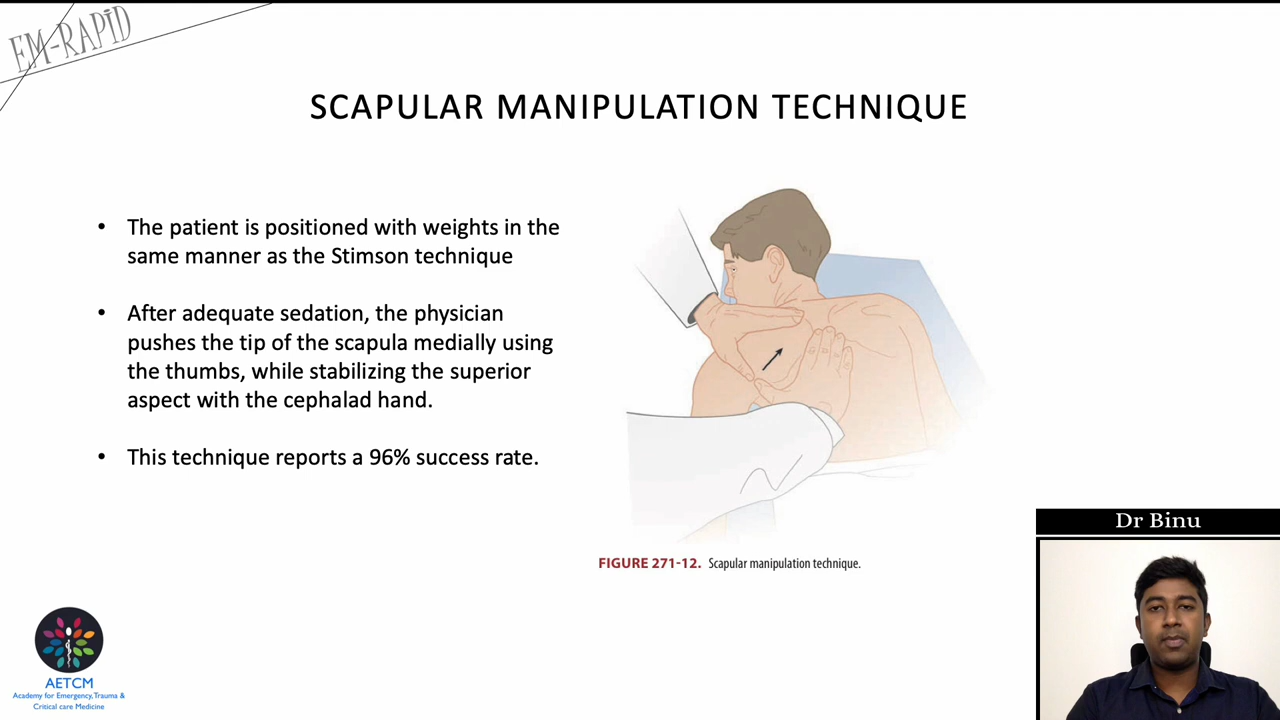 EM-RAPID
SCAPULAR MANIPULATION TECHNIQUE
• The patient is positioned with weights in the
same manner as the Stimson technique
• After adequate sedation, the physician
pushes the tip of the scapula medially using
the thumbs, while stabilizing the superior
aspect with the cephalad hand.
• This technique reports a 96% success rate.
FIGURE 271-12. Scapular manipulation technique.
Dr Binu
AETCM
Academy for Emergency,Trauma &
Critical care Medicine